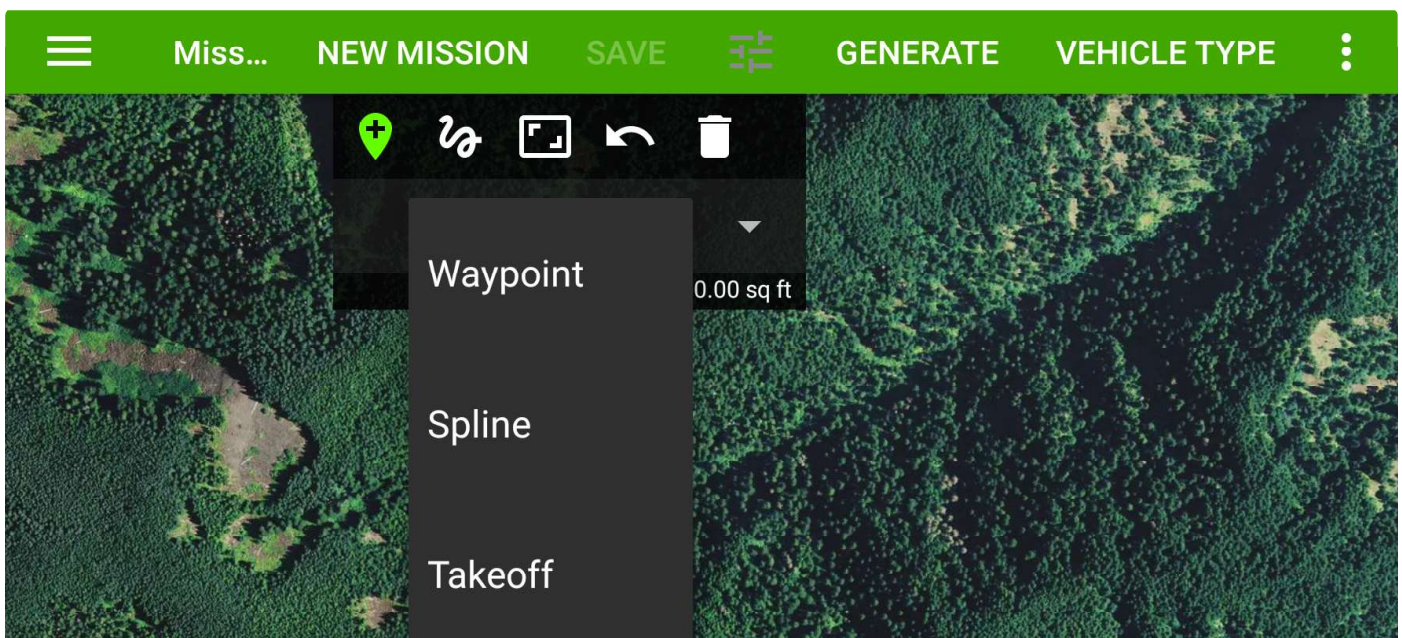 Miss... NEW MISSION SAVE GENERATE VEHICLE TYPE
Waypoint
0.00 sq ft
Spline
Takeoff